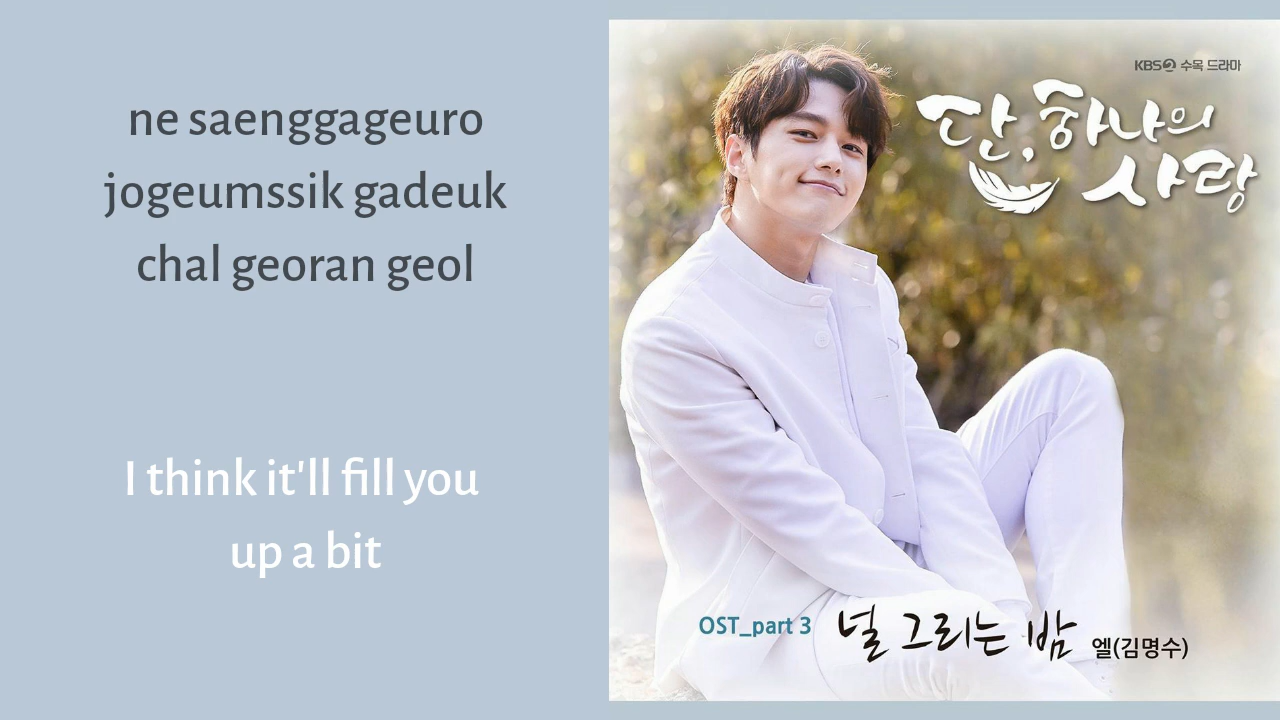 ne saenggageuro
jogeumssik gadeuk
chal georan geol
I think it'll fill you
up a bit
KBS2 수목 드라마
단, 하나의
사랑
OST_part 3 널 그리는 밤 엘(김명수)